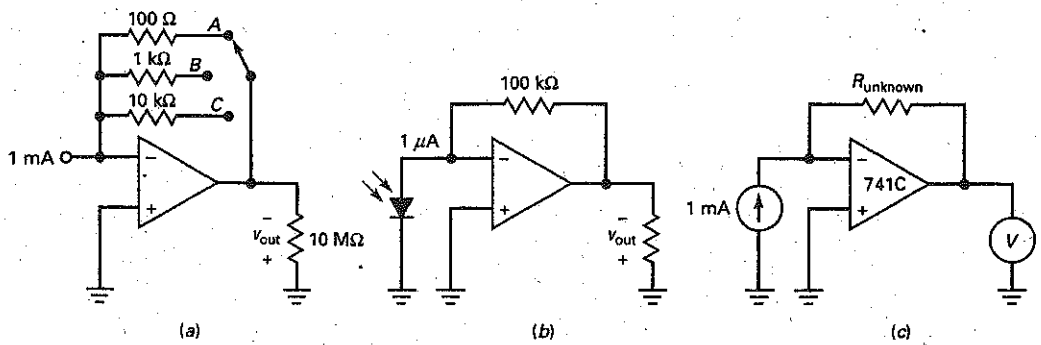 100 Ω
A
1 kΩ
B
10 kΩ
C
1 mA
−
+
−
v_out
+
10 MΩ
(a)
100 kΩ
1 μA
−
+
−
v_out
+
(b)
R_unknown
−
741C
+
1 mA
V
(c)